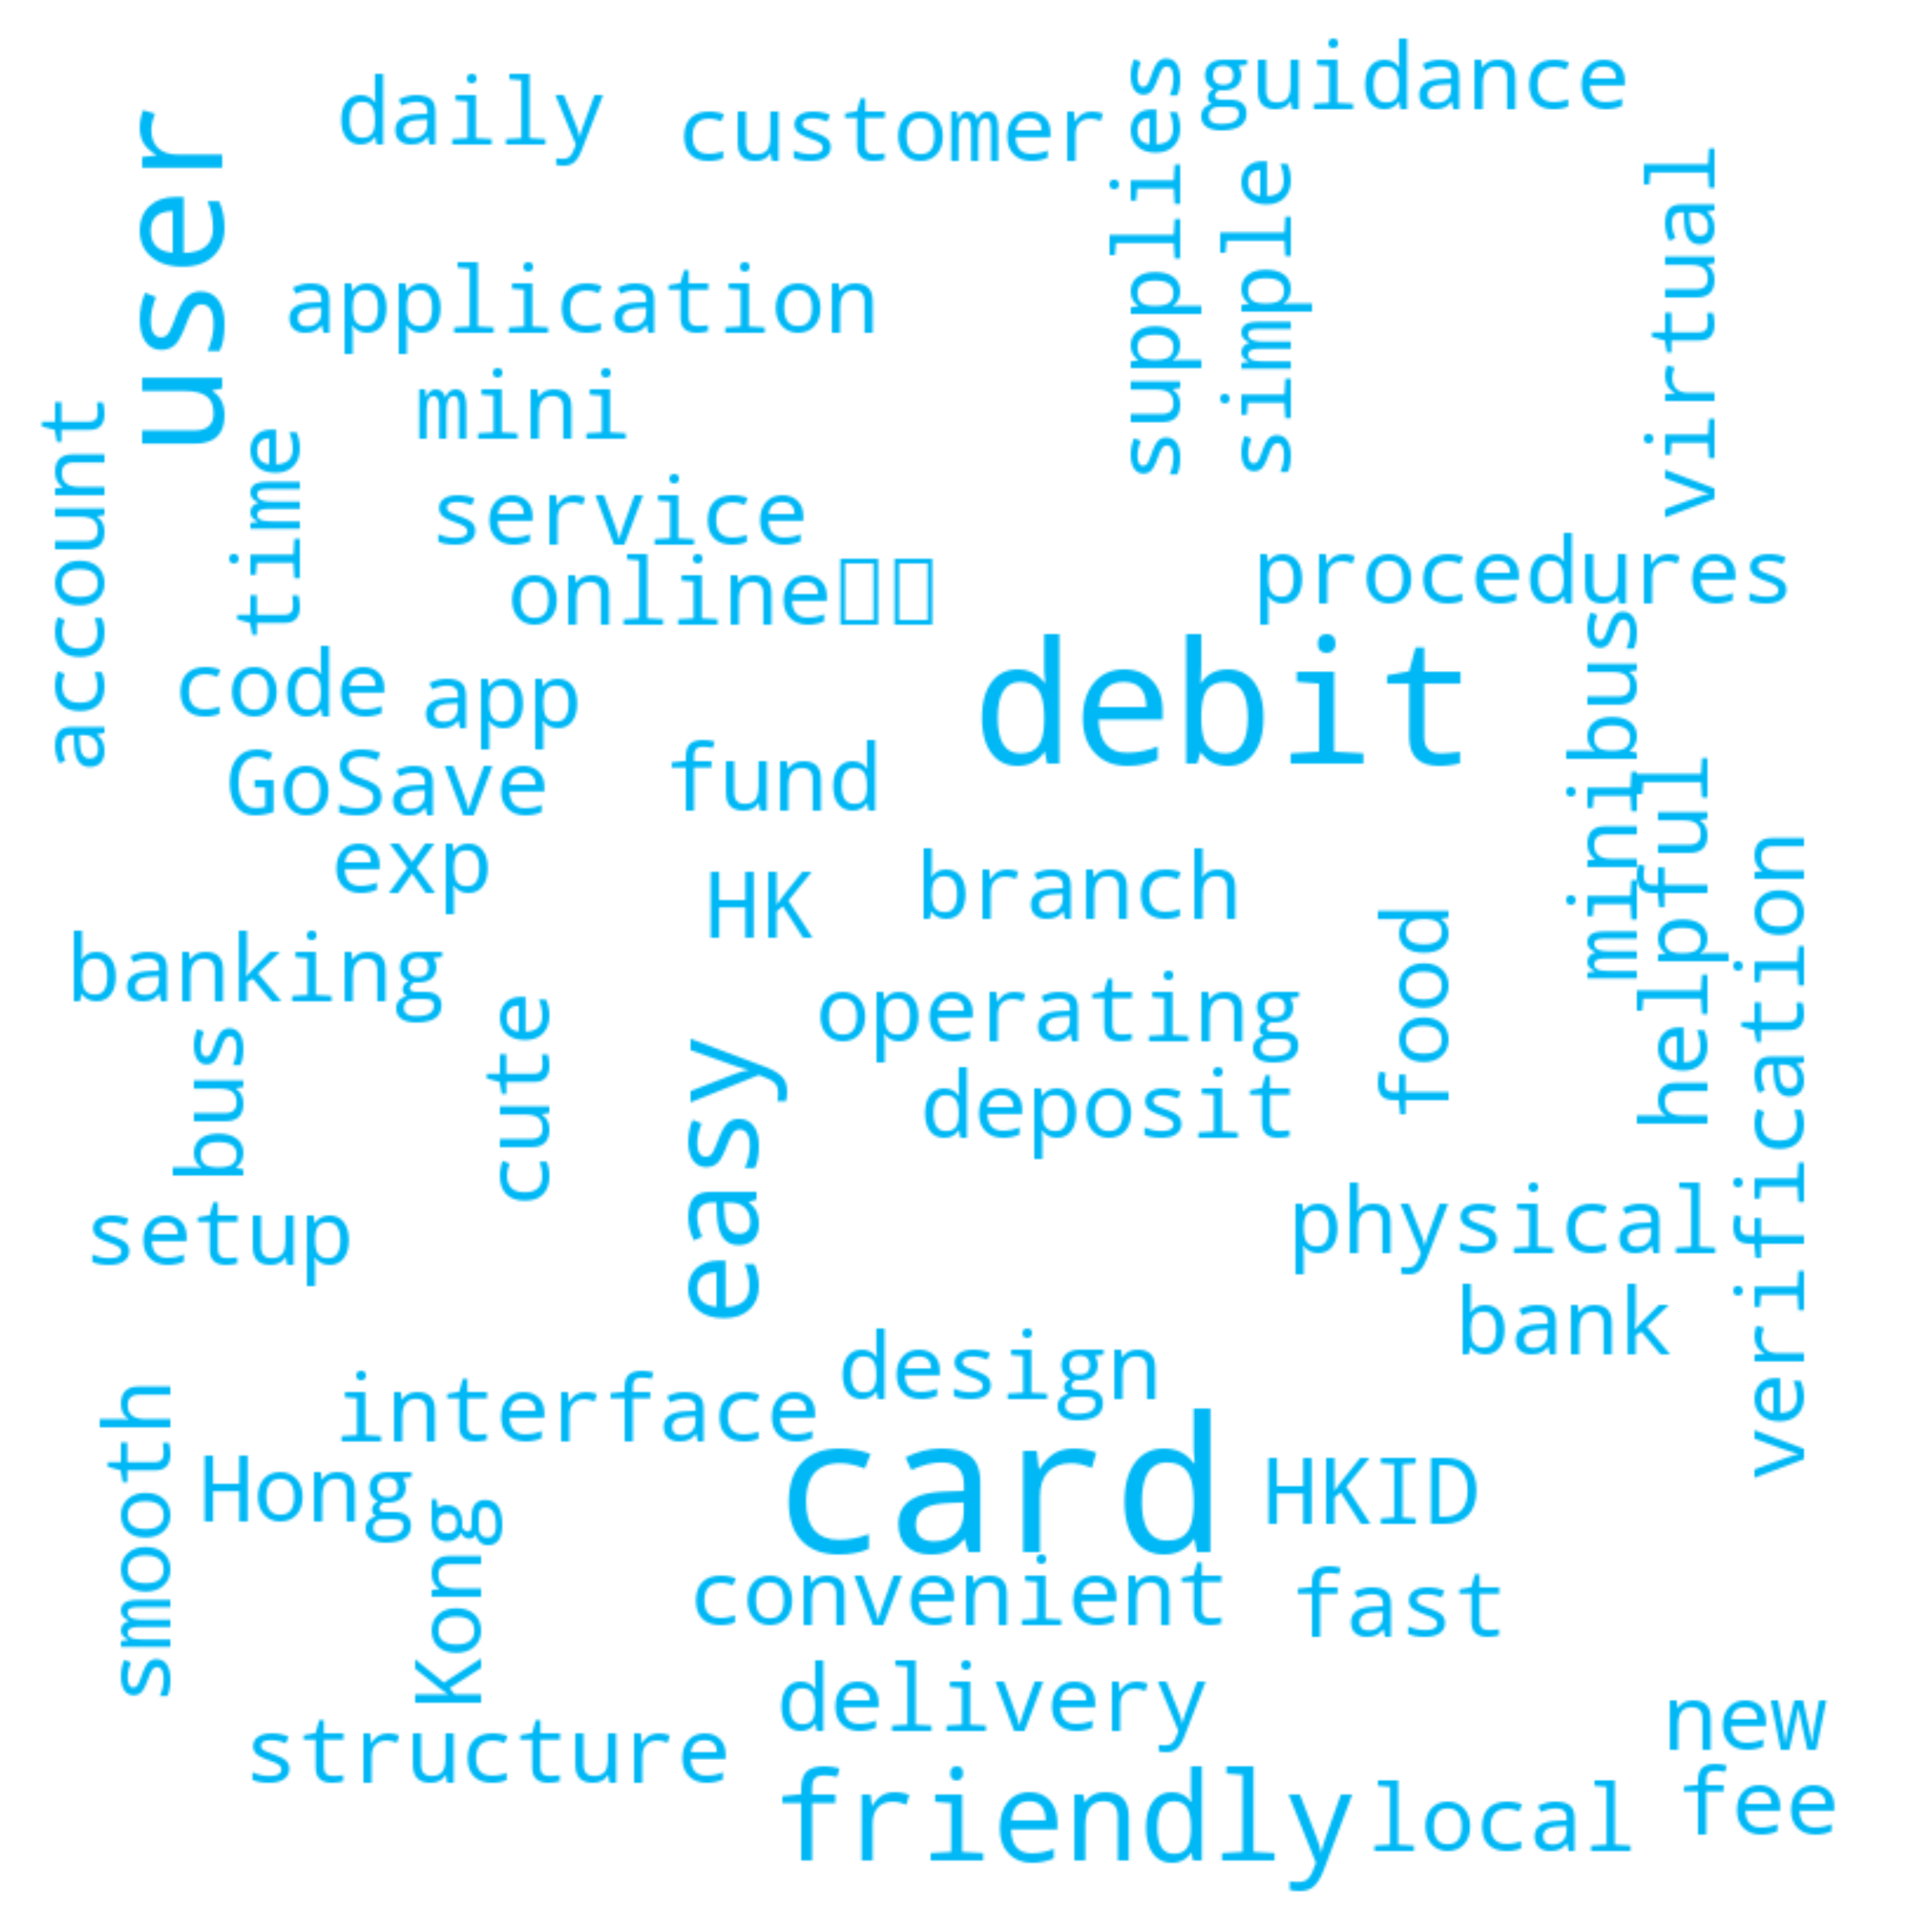 guidance
daily
customer
supplies
user
simple
virtual
application
mini
account
time
service
online▯▯
procedures
code
app
debit
minibus
GoSave
fund
helpful
exp
HK
branch
verification
banking
food
operating
bus
cute
easy
deposit
setup
physical
bank
design
interface
smooth
Hong
card
HKID
Kong
convenient
fast
delivery
new
structure
friendly
local
fee